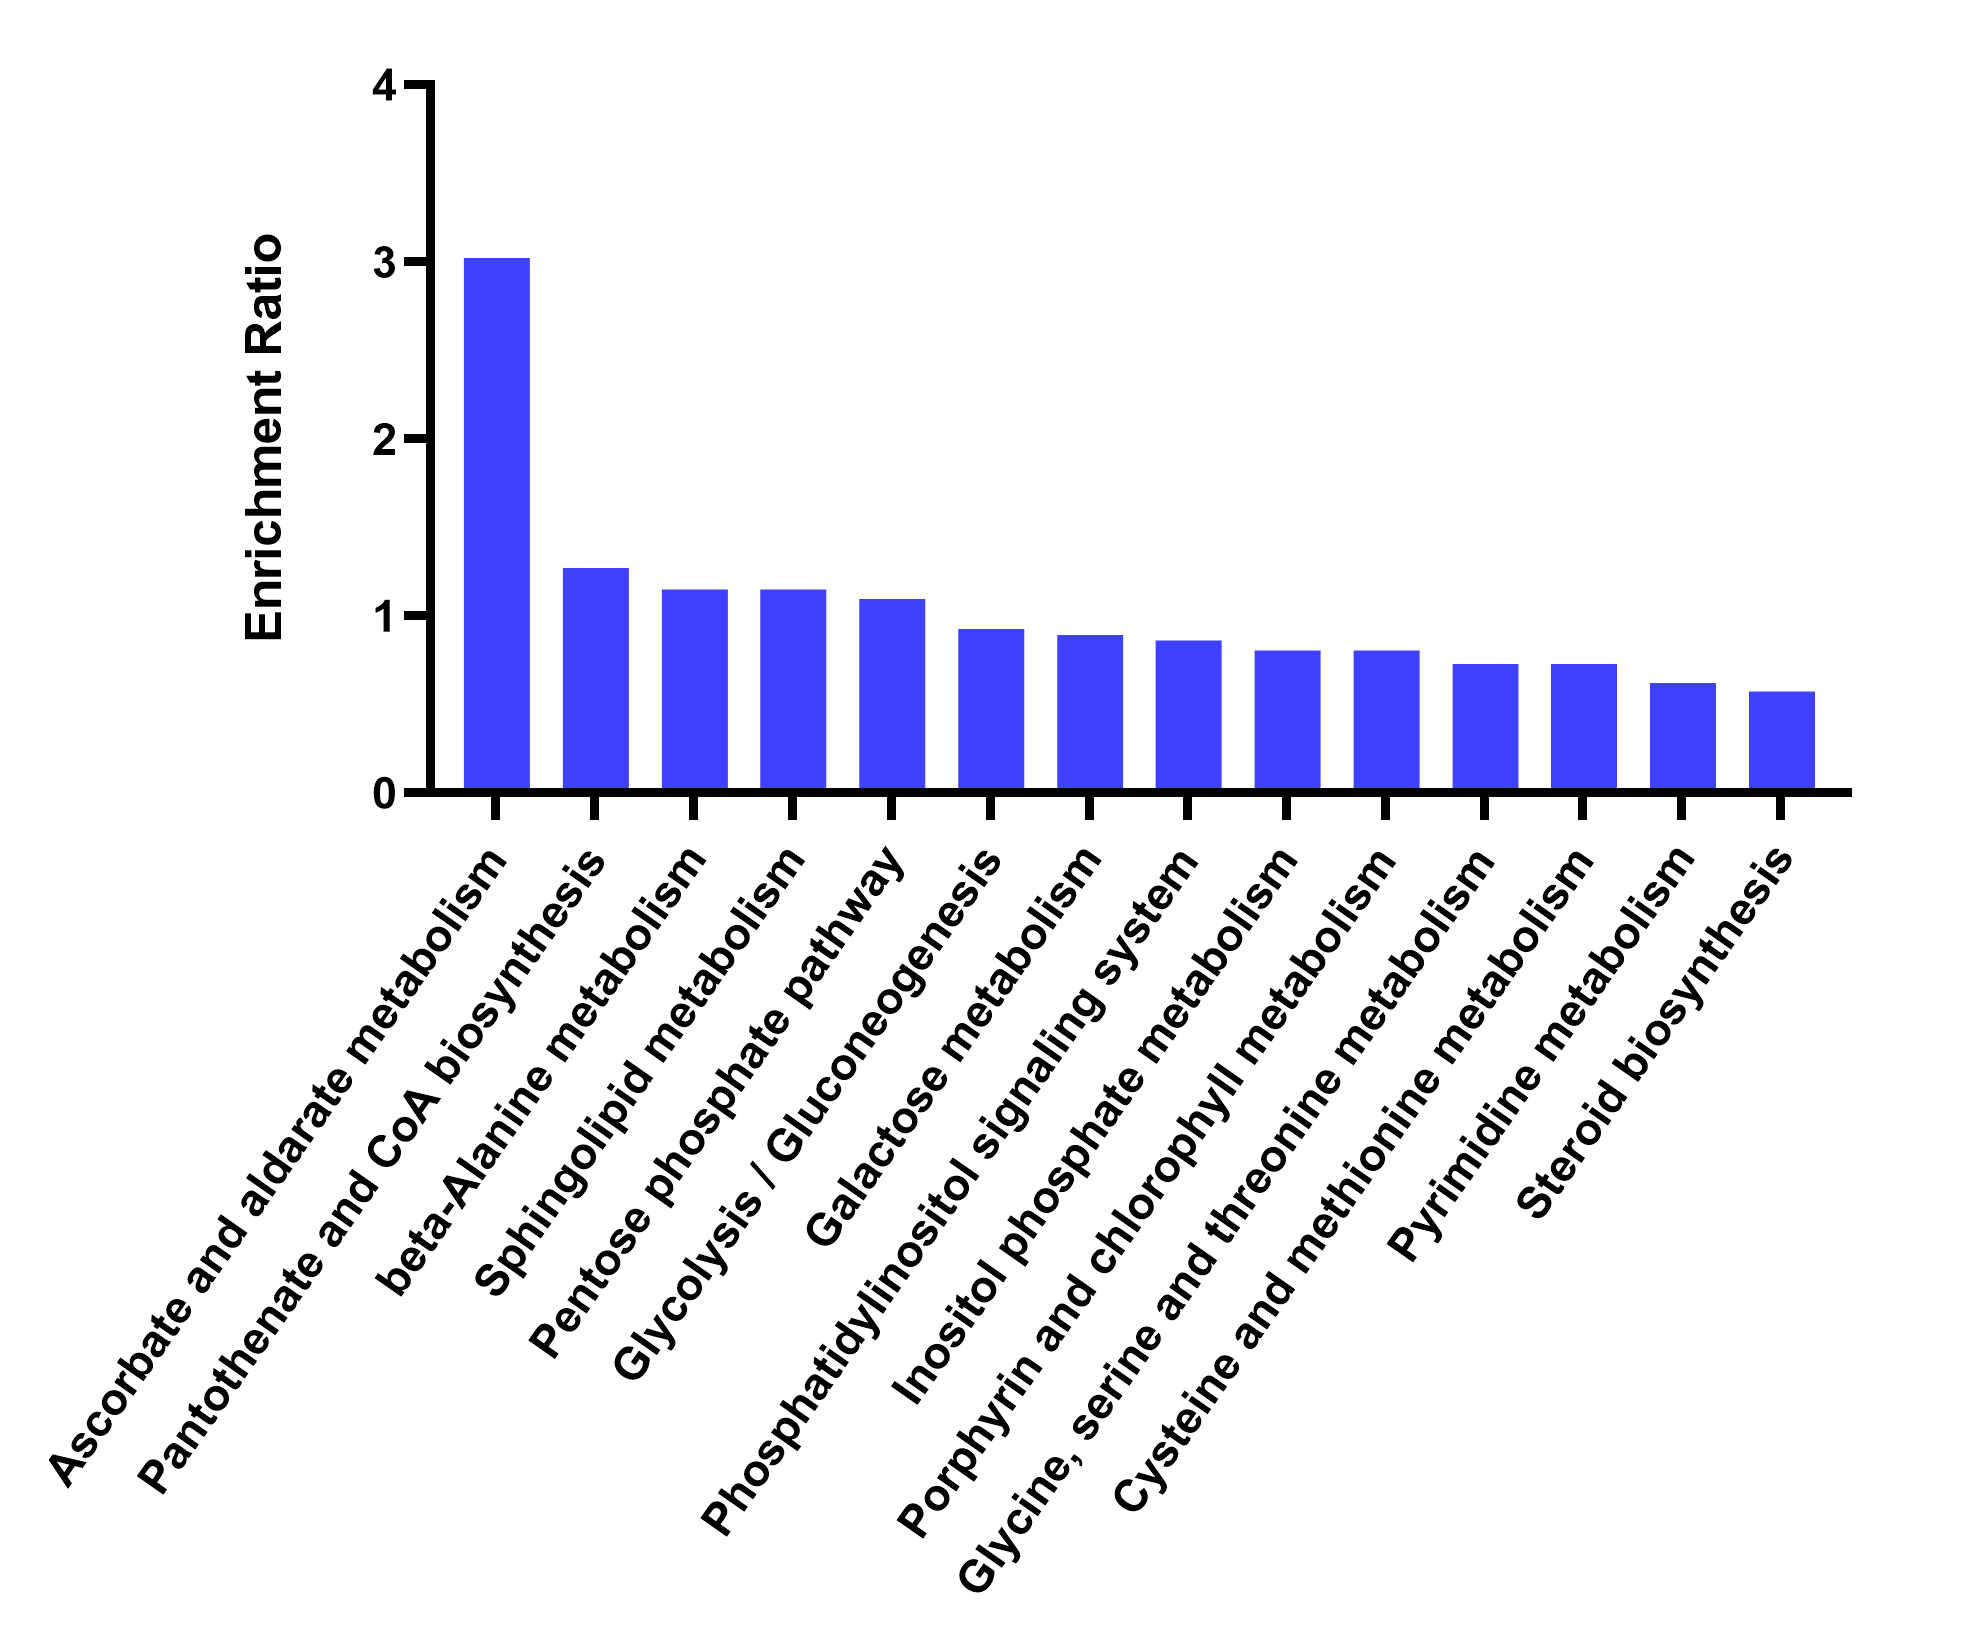 Enrichment Ratio
4
3
2
1
0
Ascorbate and aldarate metabolism
Pantothenate and CoA biosynthesis
beta-Alanine metabolism
Sphingolipid metabolism
Pentose phosphate pathway
Glycolysis / Gluconeogenesis
Galactose metabolism
Phosphatidylinositol signaling system
Inositol phosphate metabolism
Porphyrin and chlorophyll metabolism
Glycine, serine and threonine metabolism
Cysteine and methionine metabolism
Pyrimidine metabolism
Steroid biosynthesis